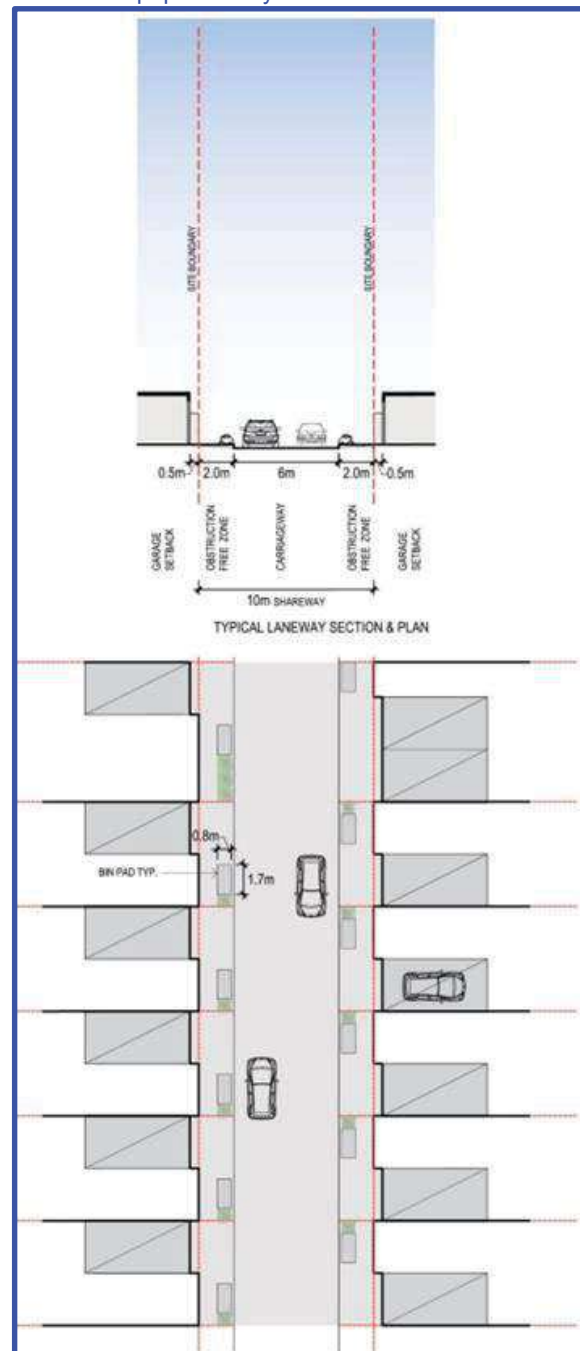 SITE BOUNDARY
SITE BOUNDARY
0.5m
2.0m
6m
2.0m
0.5m
GARAGE
SETBACK
OBSTRUCTION
FREE ZONE
CARRIAGEWAY
OBSTRUCTION
FREE ZONE
GARAGE
SETBACK
10m SHAREWAY
TYPICAL LANEWAY SECTION & PLAN
0.8m
BIN PAD TYP.
1.7m